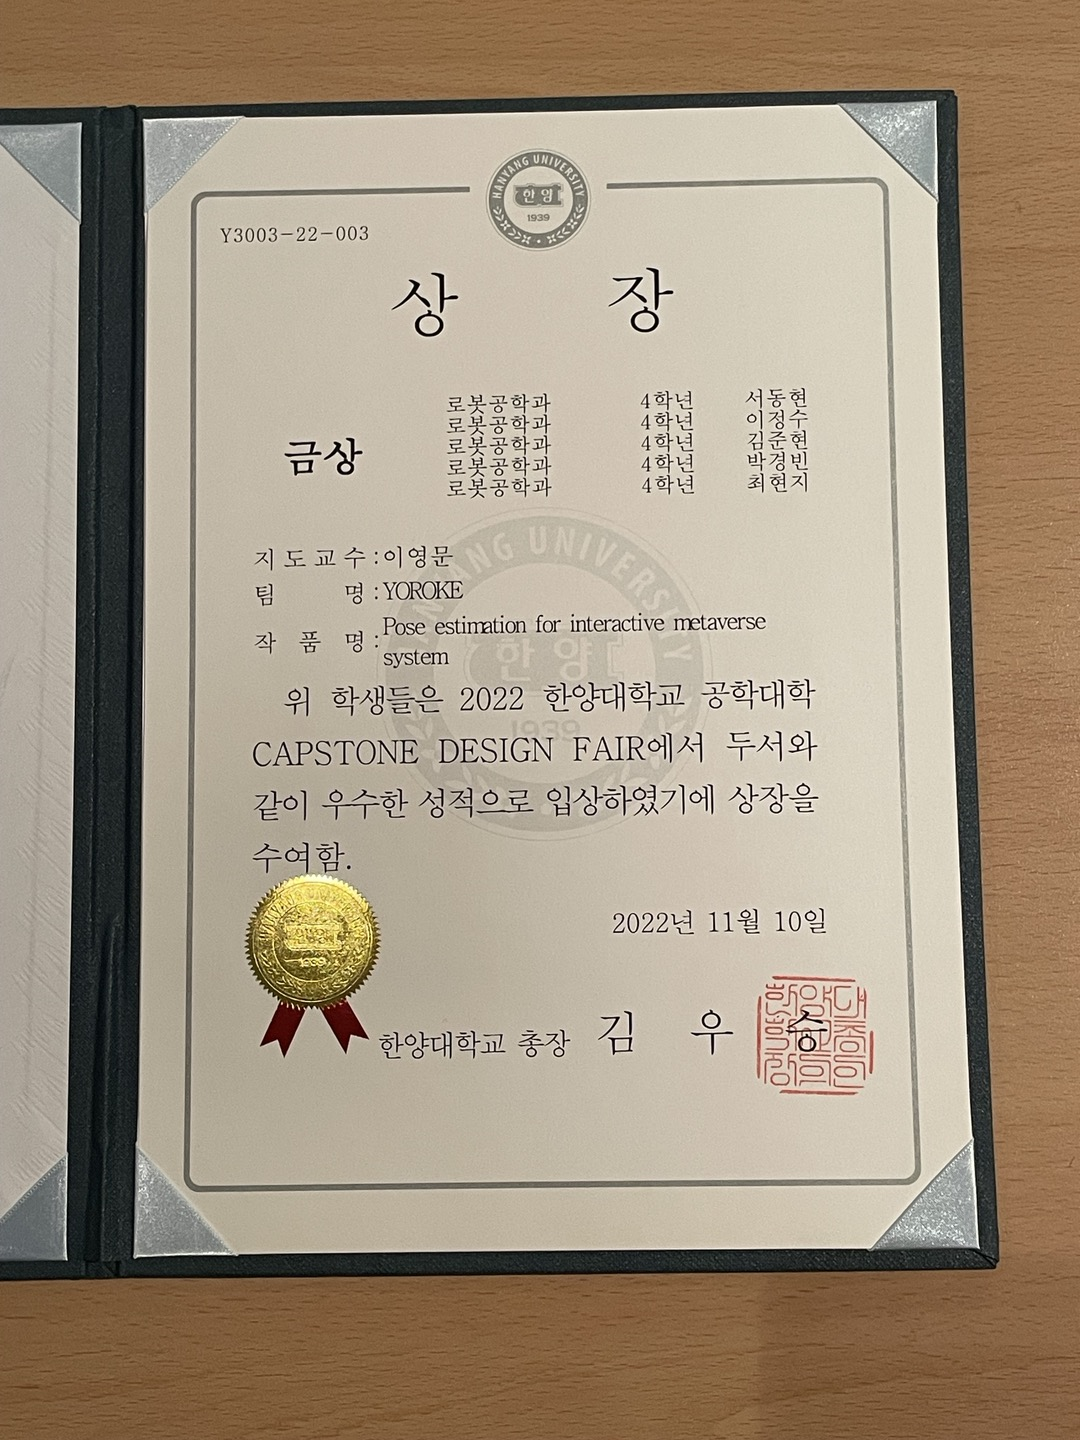 HANYANG UNIVERSITY
한양
1939
Y3003-22-003
상 장
금상
로봇공학과 4학년 서동현
로봇공학과 4학년 이정수
로봇공학과 4학년 김준현
로봇공학과 4학년 박경빈
로봇공학과 4학년 최현지
지도교수 : 이영문
팀 명 : YOROKE
작 품 명 : Pose estimation for interactive metaverse
system
위 학생들은 2022 한양대학교 공학대학
CAPSTONE DESIGN FAIR에서 두서와
같이 우수한 성적으로 입상하였기에 상장을
수여함.
2022년 11월 10일
한양대학교 총장 김 우 승